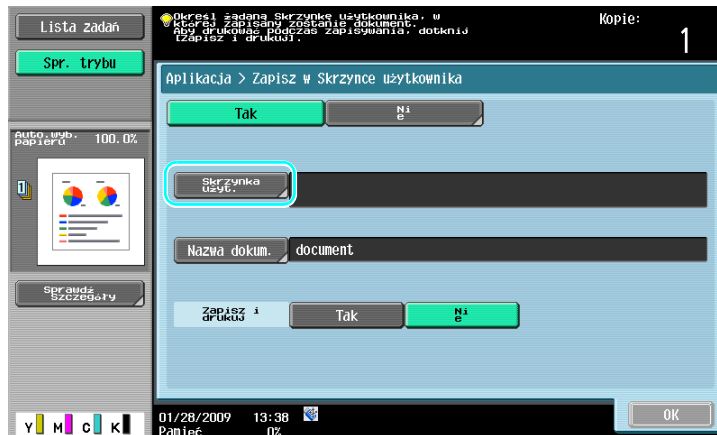 Lista zadań
Spr. trybu
Określ żądaną Skrzynkę użytkownika, w
której zapisany zostanie dokument.
Aby drukować podczas zapisywania, dotknij
[Zapisz i drukuj].
Kopie:
1
Aplikacja > Zapisz w Skrzynce użytkownika
Tak
Ni
e
Auto.wyb.
papieru
100.0%
1
Skrzynka
użyt.
Nazwa dokum.
document
Sprawdź
Szczegóły
Zapisz i
drukuj
Tak
Ni
e
OK
Y M C K
01/28/2009 13:38
Pamięć 0%